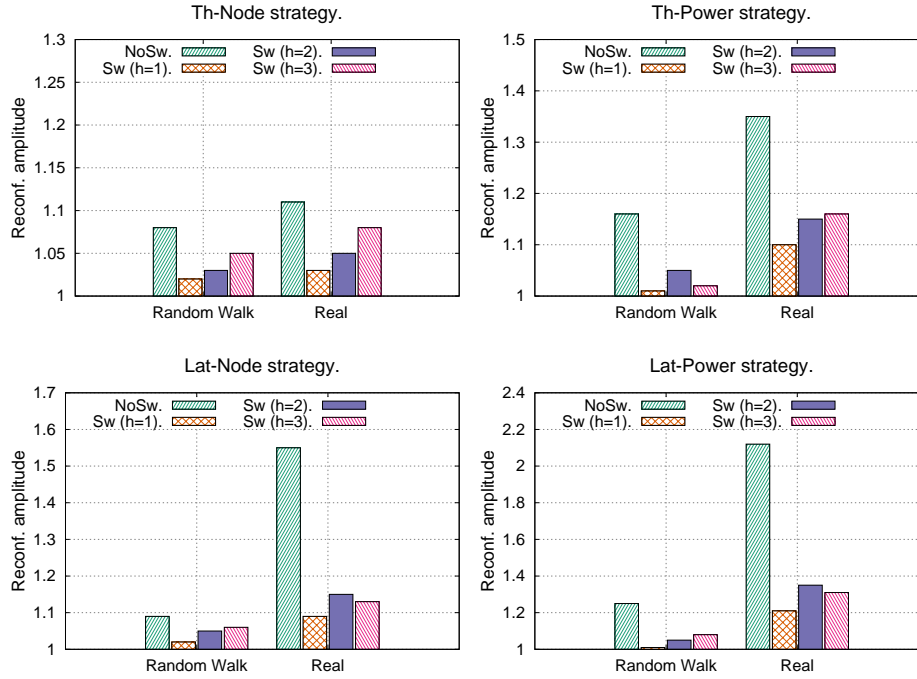 Th-Node strategy.
Reconf. amplitude
1.3
1.25
1.2
1.15
1.1
1.05
1
NoSw.
Sw (h=1).
Sw (h=2).
Sw (h=3).
Random Walk
Real
Th-Power strategy.
Reconf. amplitude
1.5
1.4
1.3
1.2
1.1
1
NoSw.
Sw (h=1).
Sw (h=2).
Sw (h=3).
Random Walk
Real
Lat-Node strategy.
Reconf. amplitude
1.7
1.6
1.5
1.4
1.3
1.2
1.1
1
NoSw.
Sw (h=1).
Sw (h=2).
Sw (h=3).
Random Walk
Real
Lat-Power strategy.
Reconf. amplitude
2.4
2.2
2
1.8
1.6
1.4
1.2
1
NoSw.
Sw (h=1).
Sw (h=2).
Sw (h=3).
Random Walk
Real